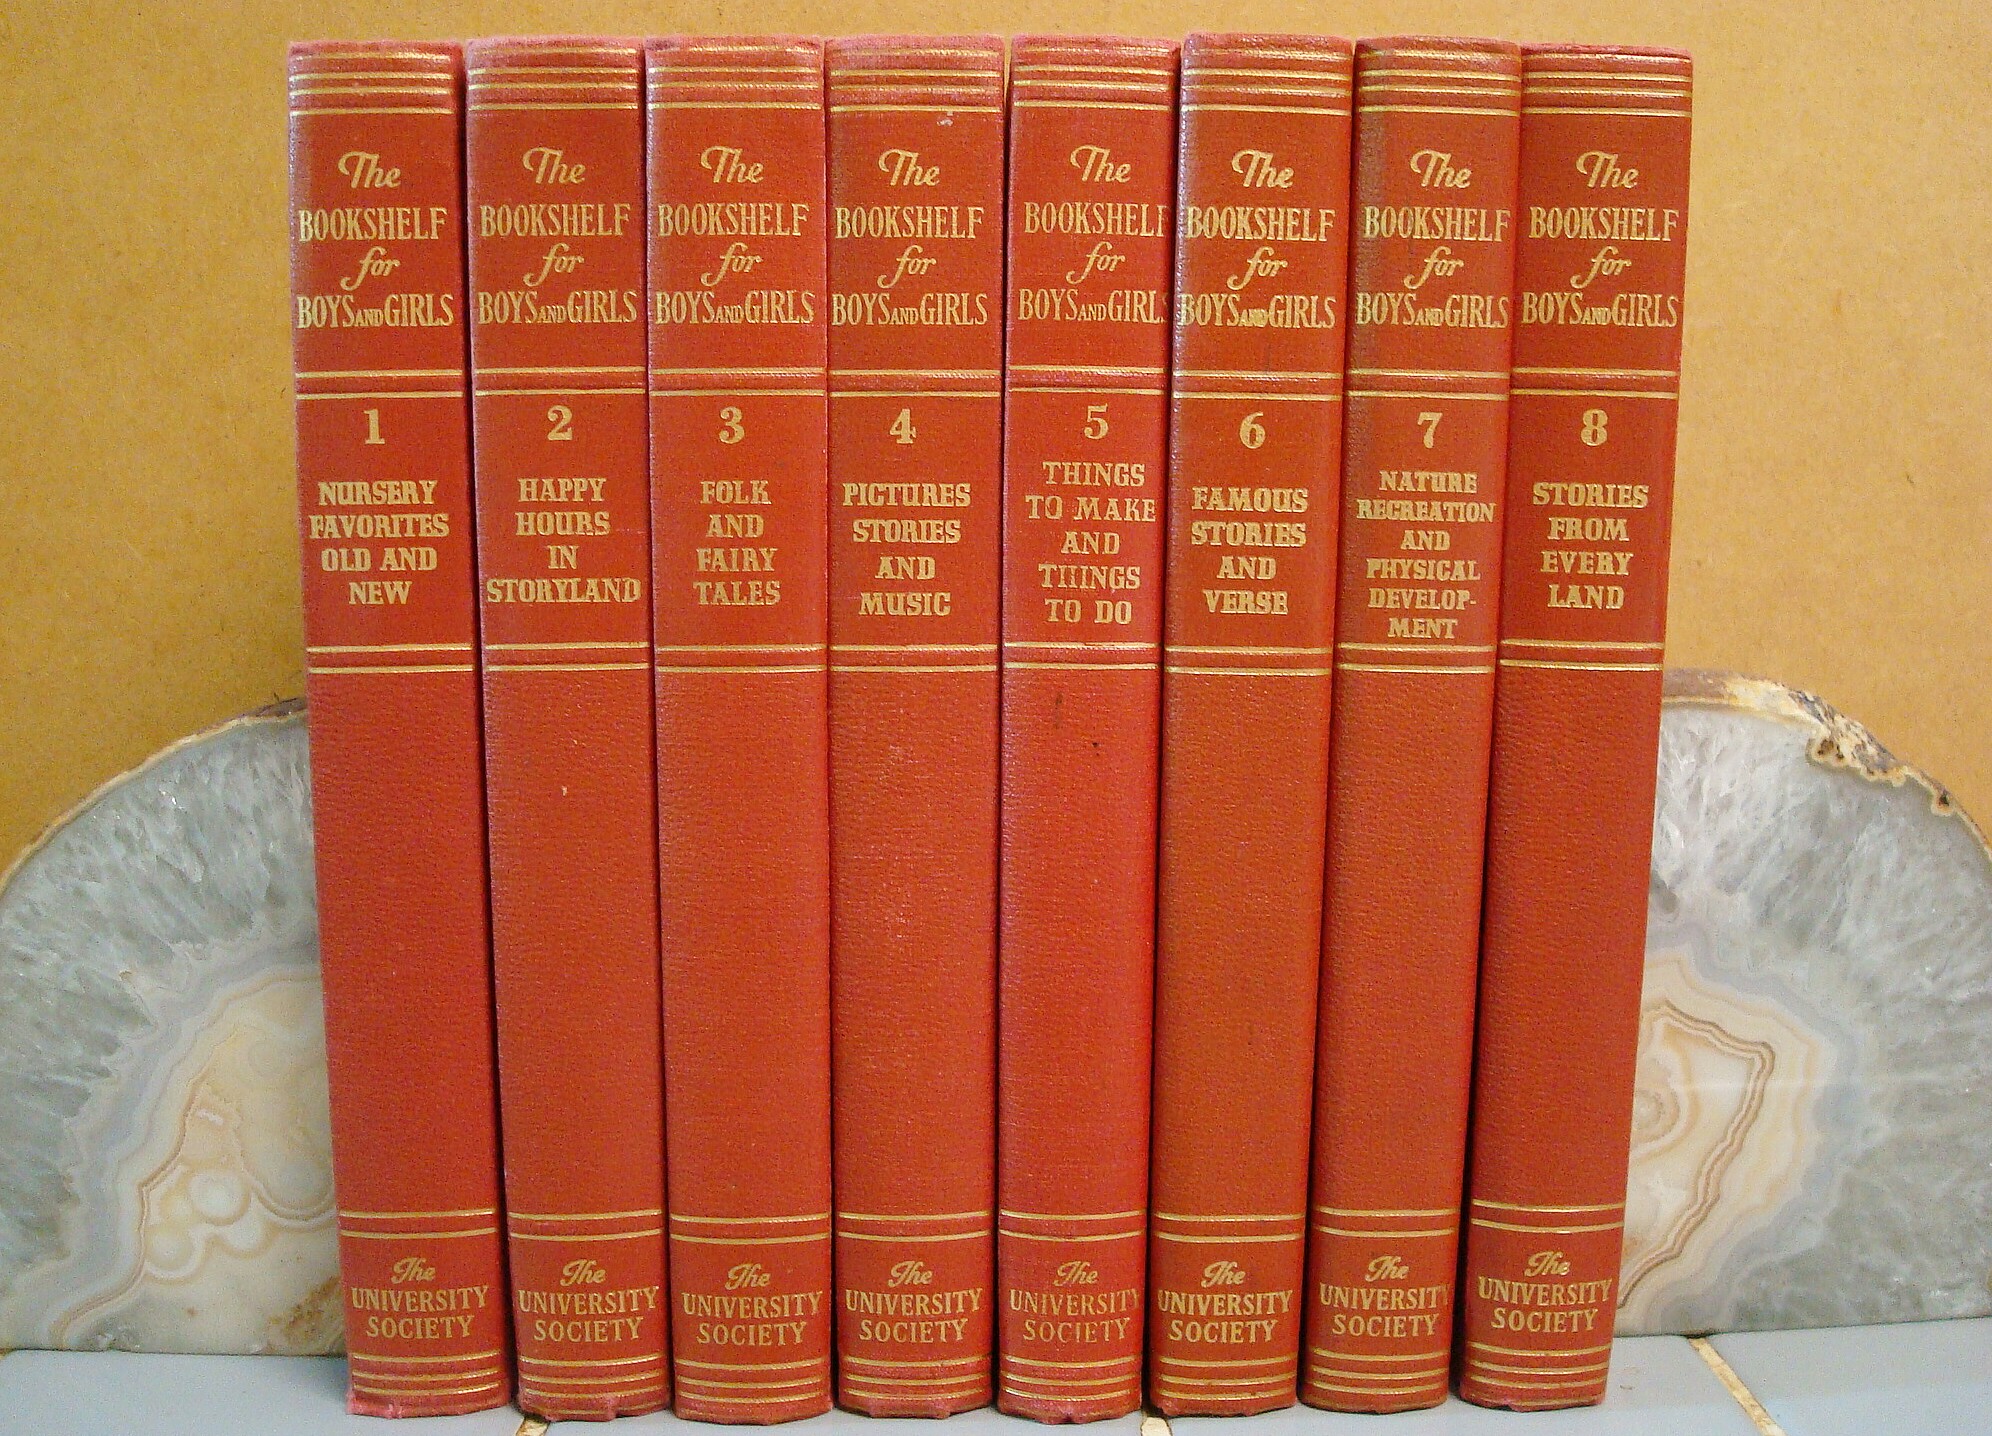 The
BOOKSHELF
for
BOYS AND GIRLS
1
NURSERY
FAVORITES
OLD AND
NEW
The
UNIVERSITY
SOCIETY
The
BOOKSHELF
for
BOYS AND GIRLS
2
HAPPY
HOURS
IN
STORYLAND
The
UNIVERSITY
SOCIETY
The
BOOKSHELF
for
BOYS AND GIRLS
3
FOLK
AND
FAIRY
TALES
The
UNIVERSITY
SOCIETY
The
BOOKSHELF
for
BOYS AND GIRLS
4
PICTURES
STORIES
AND
MUSIC
The
UNIVERSITY
SOCIETY
The
BOOKSHELF
for
BOYS AND GIRLS
5
THINGS
TO MAKE
AND
THINGS
TO DO
The
UNIVERSITY
SOCIETY
The
BOOKSHELF
for
BOYS AND GIRLS
6
FAMOUS
STORIES
AND
VERSE
The
UNIVERSITY
SOCIETY
The
BOOKSHELF
for
BOYS AND GIRLS
7
NATURE
RECREATION
AND
PHYSICAL
DEVELOP-
MENT
The
UNIVERSITY
SOCIETY
The
BOOKSHELF
for
BOYS AND GIRLS
8
STORIES
FROM
EVERY
LAND
The
UNIVERSITY
SOCIETY